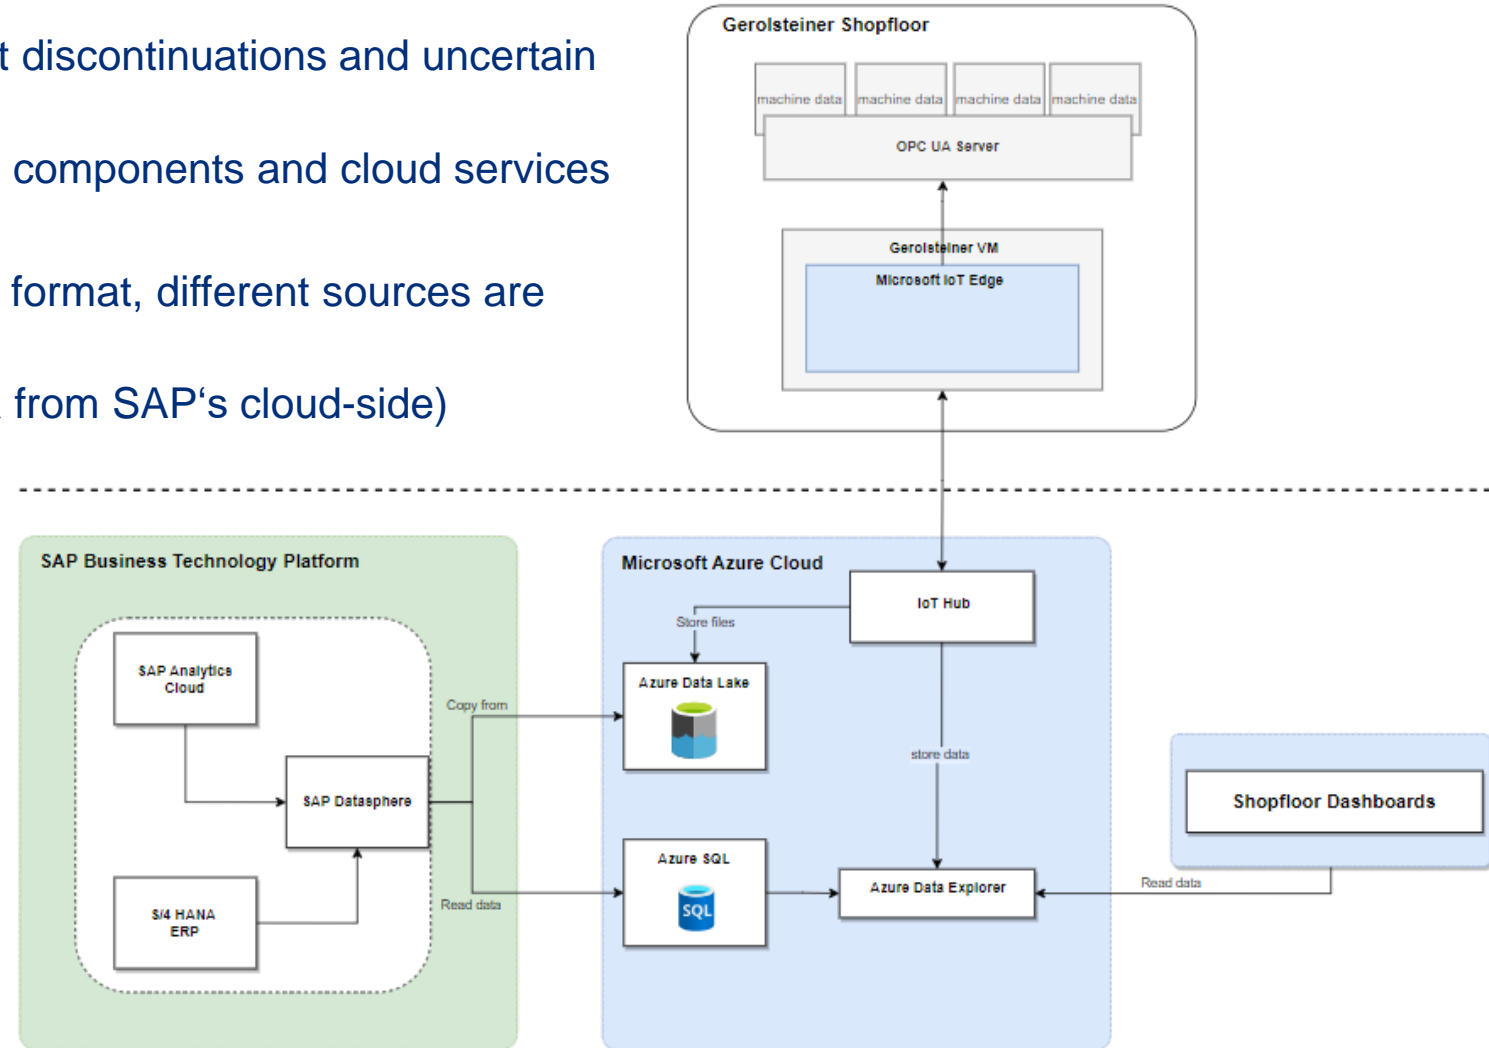 t discontinuations and uncertain
components and cloud services
format, different sources are
from SAP‘s cloud-side)
Gerolsteiner Shopfloor
machine data machine data machine data machine data
OPC UA Server
Gerolsteiner VM
Microsoft IoT Edge
SAP Business Technology Platform
SAP Analytics
Cloud
SAP Datasphere
S/4 HANA
ERP
Copy from
Read data
Microsoft Azure Cloud
IoT Hub
Store files
Azure Data Lake
store data
Azure SQL
SQL
Azure Data Explorer
Read data
Shopfloor Dashboards